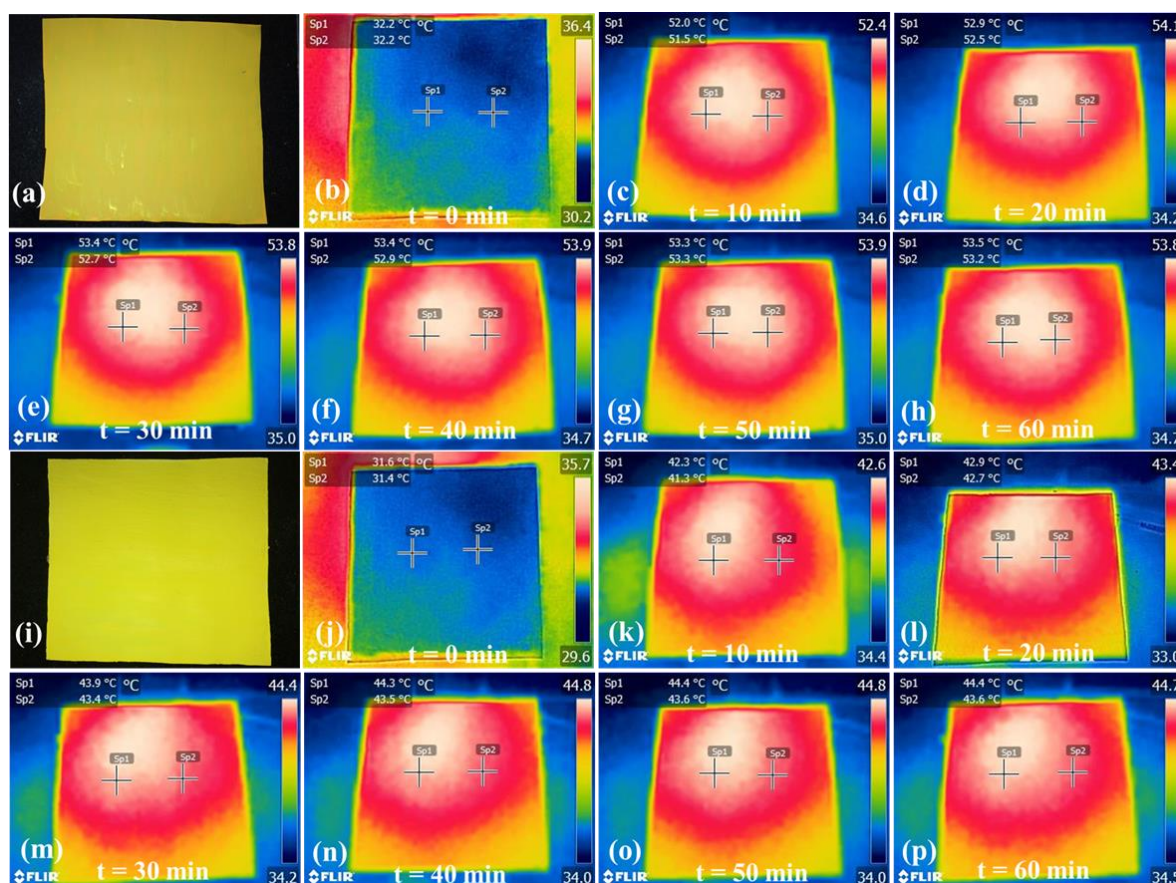 (a)
Sp1 32.2 °C °C 36.4
Sp2 32.2 °C
Sp1 Sp2
(b) t = 0 min
FLIR 30.2
Sp1 52.0 °C °C 52.4
Sp2 51.5 °C
Sp1 Sp2
(c) t = 10 min
FLIR 34.6
Sp1 52.9 °C °C
Sp2 52.5 °C
Sp1 Sp2
(d) t = 20 min
FLIR 34.2
Sp1 53.4 °C °C 53.8
Sp2 52.7 °C
Sp1 Sp2
(e) t = 30 min
FLIR 35.0
Sp1 53.4 °C °C 53.9
Sp2 52.9 °C
Sp1 Sp2
(f) t = 40 min
FLIR 34.7
Sp1 53.3 °C °C 53.9
Sp2 53.3 °C
Sp1 Sp2
(g) t = 50 min
FLIR 35.0
Sp1 53.5 °C °C 53.8
Sp2 53.2 °C
Sp1 Sp2
(h) t = 60 min
FLIR
(i)
Sp1 31.6 °C °C 35.7
Sp2 31.4 °C
Sp1 Sp2
(j) t = 0 min
FLIR 29.6
Sp1 42.3 °C °C 42.6
Sp2 41.3 °C
Sp1 Sp2
(k) t = 10 min
FLIR 34.4
Sp1 42.9 °C °C 43.4
Sp2 42.7 °C
Sp1 Sp2
(l) t = 20 min
FLIR 33.0
Sp1 43.9 °C °C 44.4
Sp2 43.4 °C
Sp1 Sp2
(m) t = 30 min
FLIR 34.2
Sp1 44.3 °C °C 44.8
Sp2 43.5 °C
Sp1 Sp2
(n) t = 40 min
FLIR 34.0
Sp1 44.4 °C °C 44.8
Sp2 43.6 °C
Sp1 Sp2
(o) t = 50 min
FLIR 34.0
Sp1 44.4 °C °C
Sp2 43.6 °C
Sp1 Sp2
(p) t = 60 min
FLIR